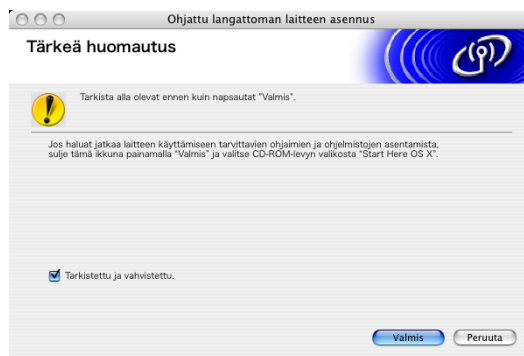 Ohjattu langattoman laitteen asennus
Tärkeä huomautus
Tarkista alla olevat ennen kuin napsautat "Valmis".
Jos haluat jatkaa laitteen käyttämiseen tarvittavien ohjaimien ja ohjelmistojen asentamista,
sulje tämä ikkuna painamalla "Valmis" ja valitse CD-ROM-levyn valikosta "Start Here OS X".
Tarkistettu ja vahvistettu.
Valmis
Peruuta